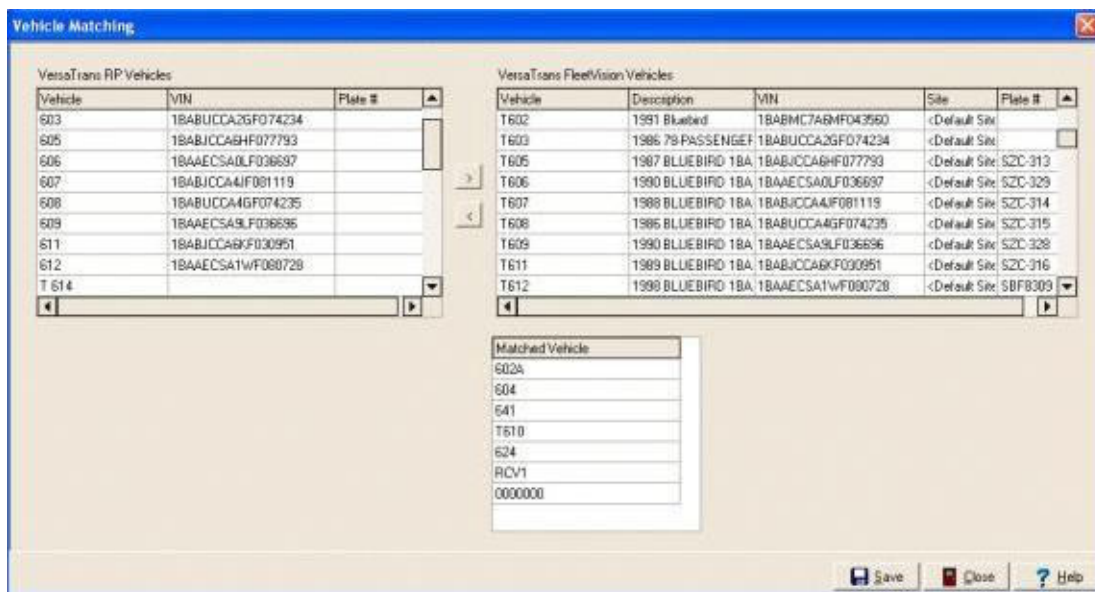 Vehicle Matching
VersaTrans RP Vehicles
Vehicle VIN Plate #
603 1BABUCCA2GF074234
605 1BABJCCA6HF077793
606 1BAAECSA0LF036697
607 1BABJCCA4JF081119
608 1BABUCCA4GF074235
609 1BAAECSA9LF036696
611 1BABJCCA6KF030951
612 1BAAECSA1WF080728
T 614
>
<
VersaTrans FleetVision Vehicles
Vehicle Description VIN Site Plate #
T602 1991 Bluebird 1BABMC7A6MF043560 <Default Site
T603 1986 79 PASSENGER 1BABUCCA2GF074234 <Default Site
T605 1987 BLUEBIRD 1BA 1BABJCCA6HF077793 <Default Site SZC-313
T606 1990 BLUEBIRD 1BA 1BAAECSA0LF036697 <Default Site SZC-329
T607 1988 BLUEBIRD 1BA 1BABJCCA4JF081119 <Default Site SZC-314
T608 1986 BLUEBIRD 1BA 1BABUCCA4GF074235 <Default Site SZC-315
T609 1990 BLUEBIRD 1BA 1BAAECSA9LF036696 <Default Site SZC-328
T611 1989 BLUEBIRD 1BA 1BABJCCA6KF030951 <Default Site SZC-316
T612 1998 BLUEBIRD 1BA 1BAAECSA1WF080728 <Default Site SBF8309
Matched Vehicle
602A
604
641
T610
624
RCV1
0000000
Save Close ? Help